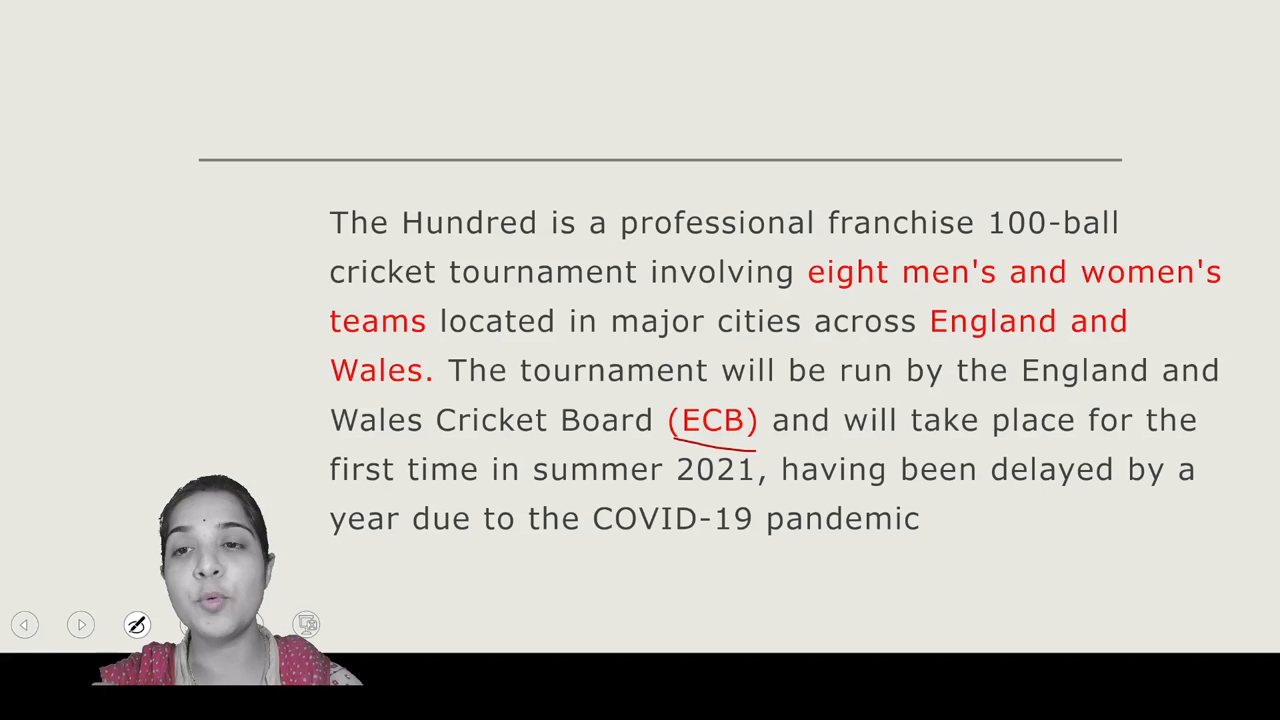 The Hundred is a professional franchise 100-ball
cricket tournament involving eight men's and women's
teams located in major cities across England and
Wales. The tournament will be run by the England and
Wales Cricket Board (ECB) and will take place for the
first time in summer 2021, having been delayed by a
year due to the COVID-19 pandemic